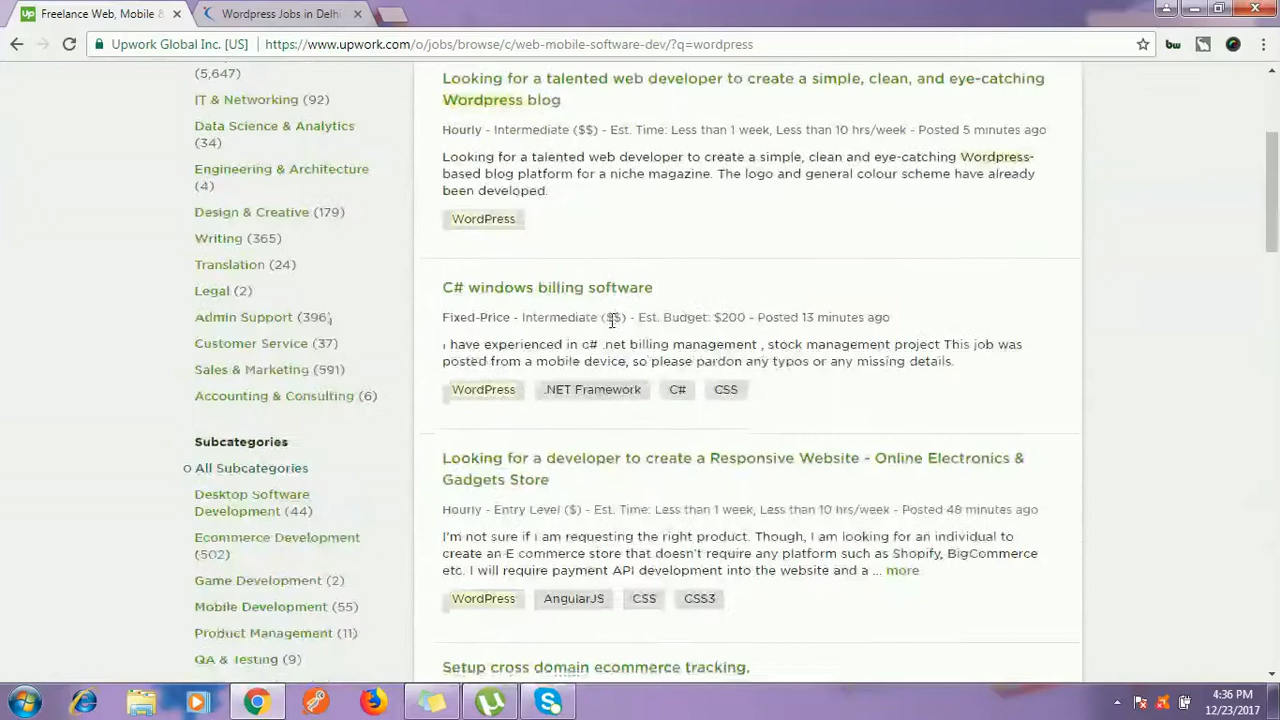 Freelance Web, Mobile &
Wordpress Jobs in Delhi
Upwork Global Inc. [US]
https://www.upwork.com/o/jobs/browse/c/web-mobile-software-dev/?q=wordpress
(5,647)
IT & Networking (92)
Data Science & Analytics
(34)
Engineering & Architecture
(4)
Design & Creative (179)
Writing (365)
Translation (24)
Legal (2)
Admin Support (396)
Customer Service (37)
Sales & Marketing (591)
Accounting & Consulting (6)
Subcategories
All Subcategories
Desktop Software
Development (44)
Ecommerce Development
(502)
Game Development (2)
Mobile Development (55)
Product Management (11)
QA & Testing (9)
Looking for a talented web developer to create a simple, clean, and eye-catching
Wordpress blog
Hourly - Intermediate ($$) - Est. Time: Less than 1 week, Less than 10 hrs/week - Posted 5 minutes ago
Looking for a talented web developer to create a simple, clean and eye-catching Wordpress-
based blog platform for a niche magazine. The logo and general colour scheme have already
been developed.
WordPress
C# windows billing software
Fixed-Price - Intermediate ($$) - Est. Budget: $200 - Posted 13 minutes ago
i have experienced in c# .net billing management , stock management project This job was
posted from a mobile device, so please pardon any typos or any missing details.
WordPress .NET Framework C# CSS
Looking for a developer to create a Responsive Website - Online Electronics &
Gadgets Store
Hourly - Entry Level ($) - Est. Time: Less than 1 week, Less than 10 hrs/week - Posted 48 minutes ago
I'm not sure if i am requesting the right product. Though, I am looking for an individual to
create an E commerce store that doesn't require any platform such as Shopify, BigCommerce
etc. I will require payment API development into the website and a ... more
WordPress AngularJS CSS CSS3
Setup cross domain ecommerce tracking.
Up
bw
4:36 PM
12/23/2017